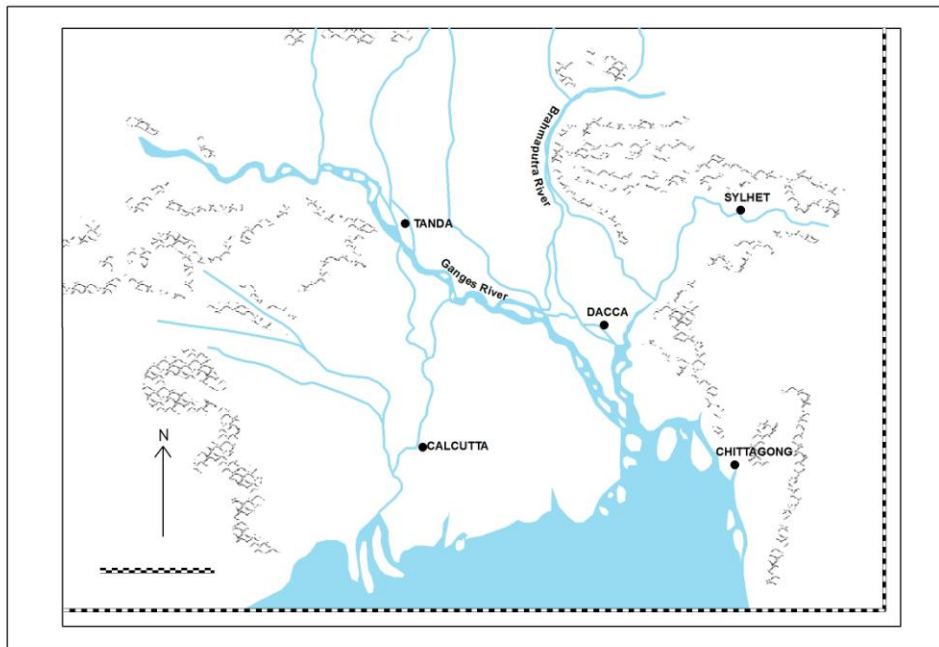 Brahmaputra River
SYLHET
TANDA
Ganges River
DACCA
N
CALCUTTA
CHITTAGONG